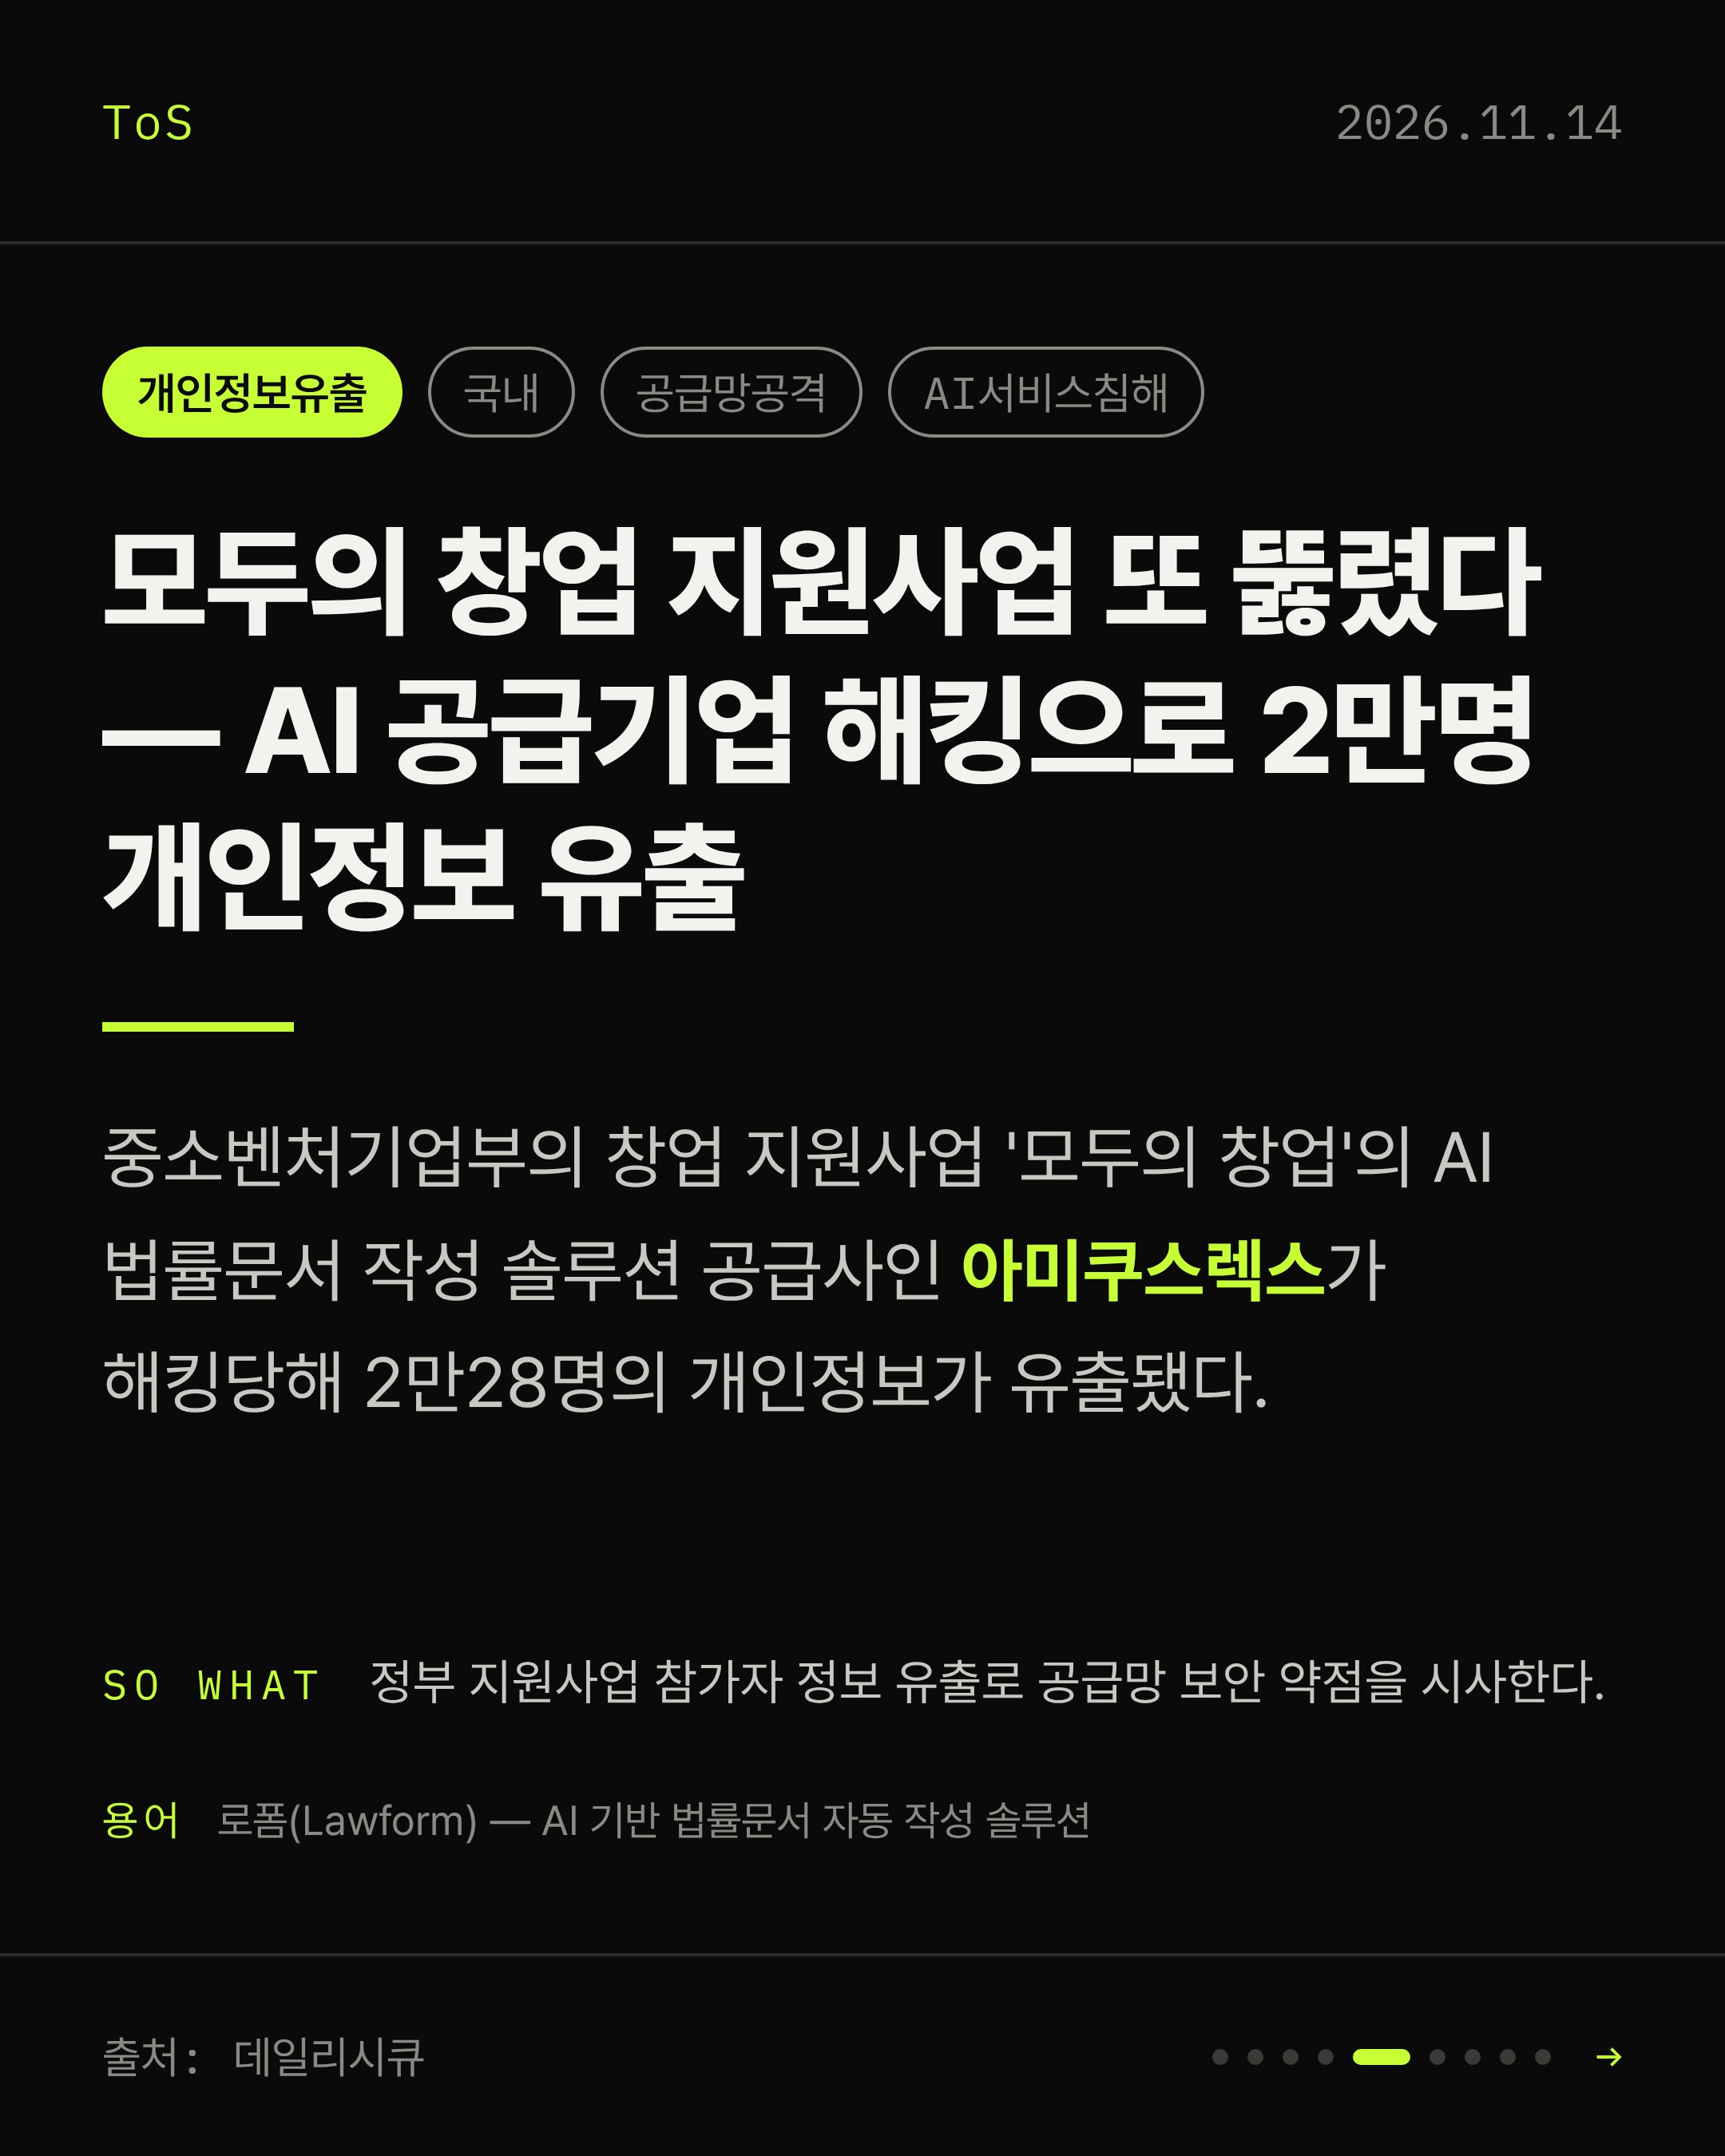 ToS
2026.11.14
개인정보유출 국내 공급망공격 AI서비스침해
모두의 창업 지원사업 또 뚫렸다
— AI 공급기업 해킹으로 2만명
개인정보 유출
중소벤처기업부의 창업 지원사업 '모두의 창업'의 AI
법률문서 작성 솔루션 공급사인 아미쿠스렉스가
해킹당해 2만28명의 개인정보가 유출됐다.
SO WHAT 정부 지원사업 참가자 정보 유출로 공급망 보안 약점을 시사한다.
용어 로폼(Lawform) — AI 기반 법률문서 자동 작성 솔루션
출처: 데일리시큐 →